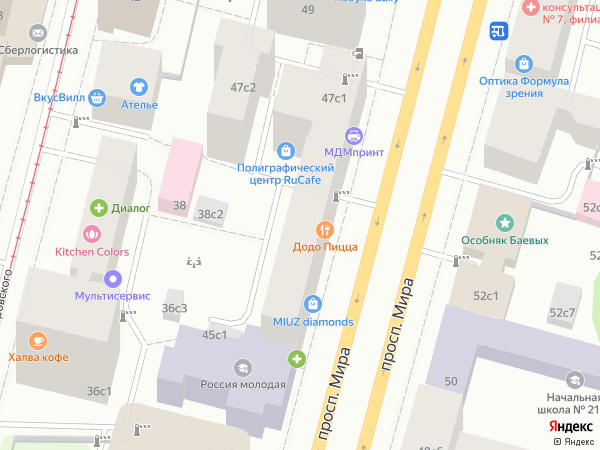 49
консультац
№ 7, филиа
38
Сберлогистика
Оптика Формула
зрения
47с2
47с1
ВкусВилл
Ателье
МДМпринт
Полиграфический
центр RuCafe
38
38с2
Диалог
52с
Додо Пицца
Особняк Баевых
Kitchen Colors
Мультисервис
52с1
52с7
36с3
MIUZ diamonds
просп. Мира
45с1
Халва кофе
просп. Мира
Россия молодая
36с1
50
Начальная
школа № 21
Яндекс
© Яндекс